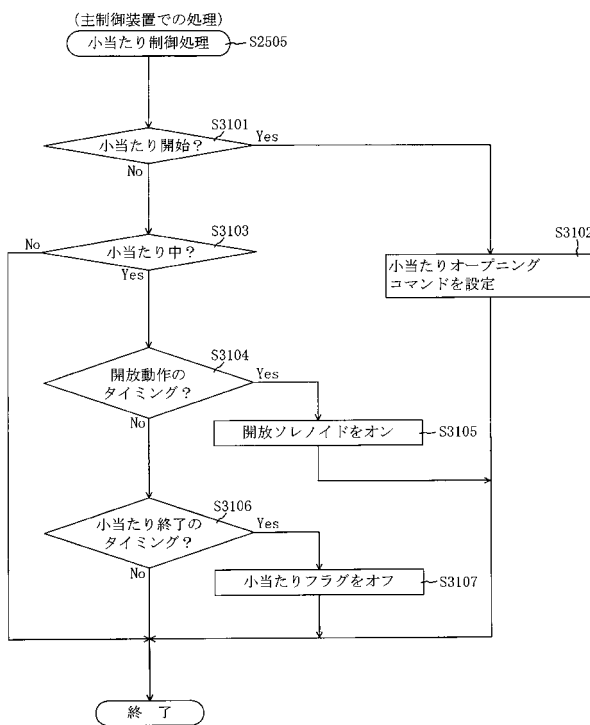 (主制御装置での処理)
小当たり制御処理
S2505
S3101
小当たり開始?
Yes
No
S3103
No
小当たり中?
Yes
S3102
小当たりオープニング
コマンドを設定
S3104
開放動作の
タイミング?
Yes
No
開放ソレノイドをオン
S3105
S3106
小当たり終了の
タイミング?
Yes
No
小当たりフラグをオフ
S3107
終 了